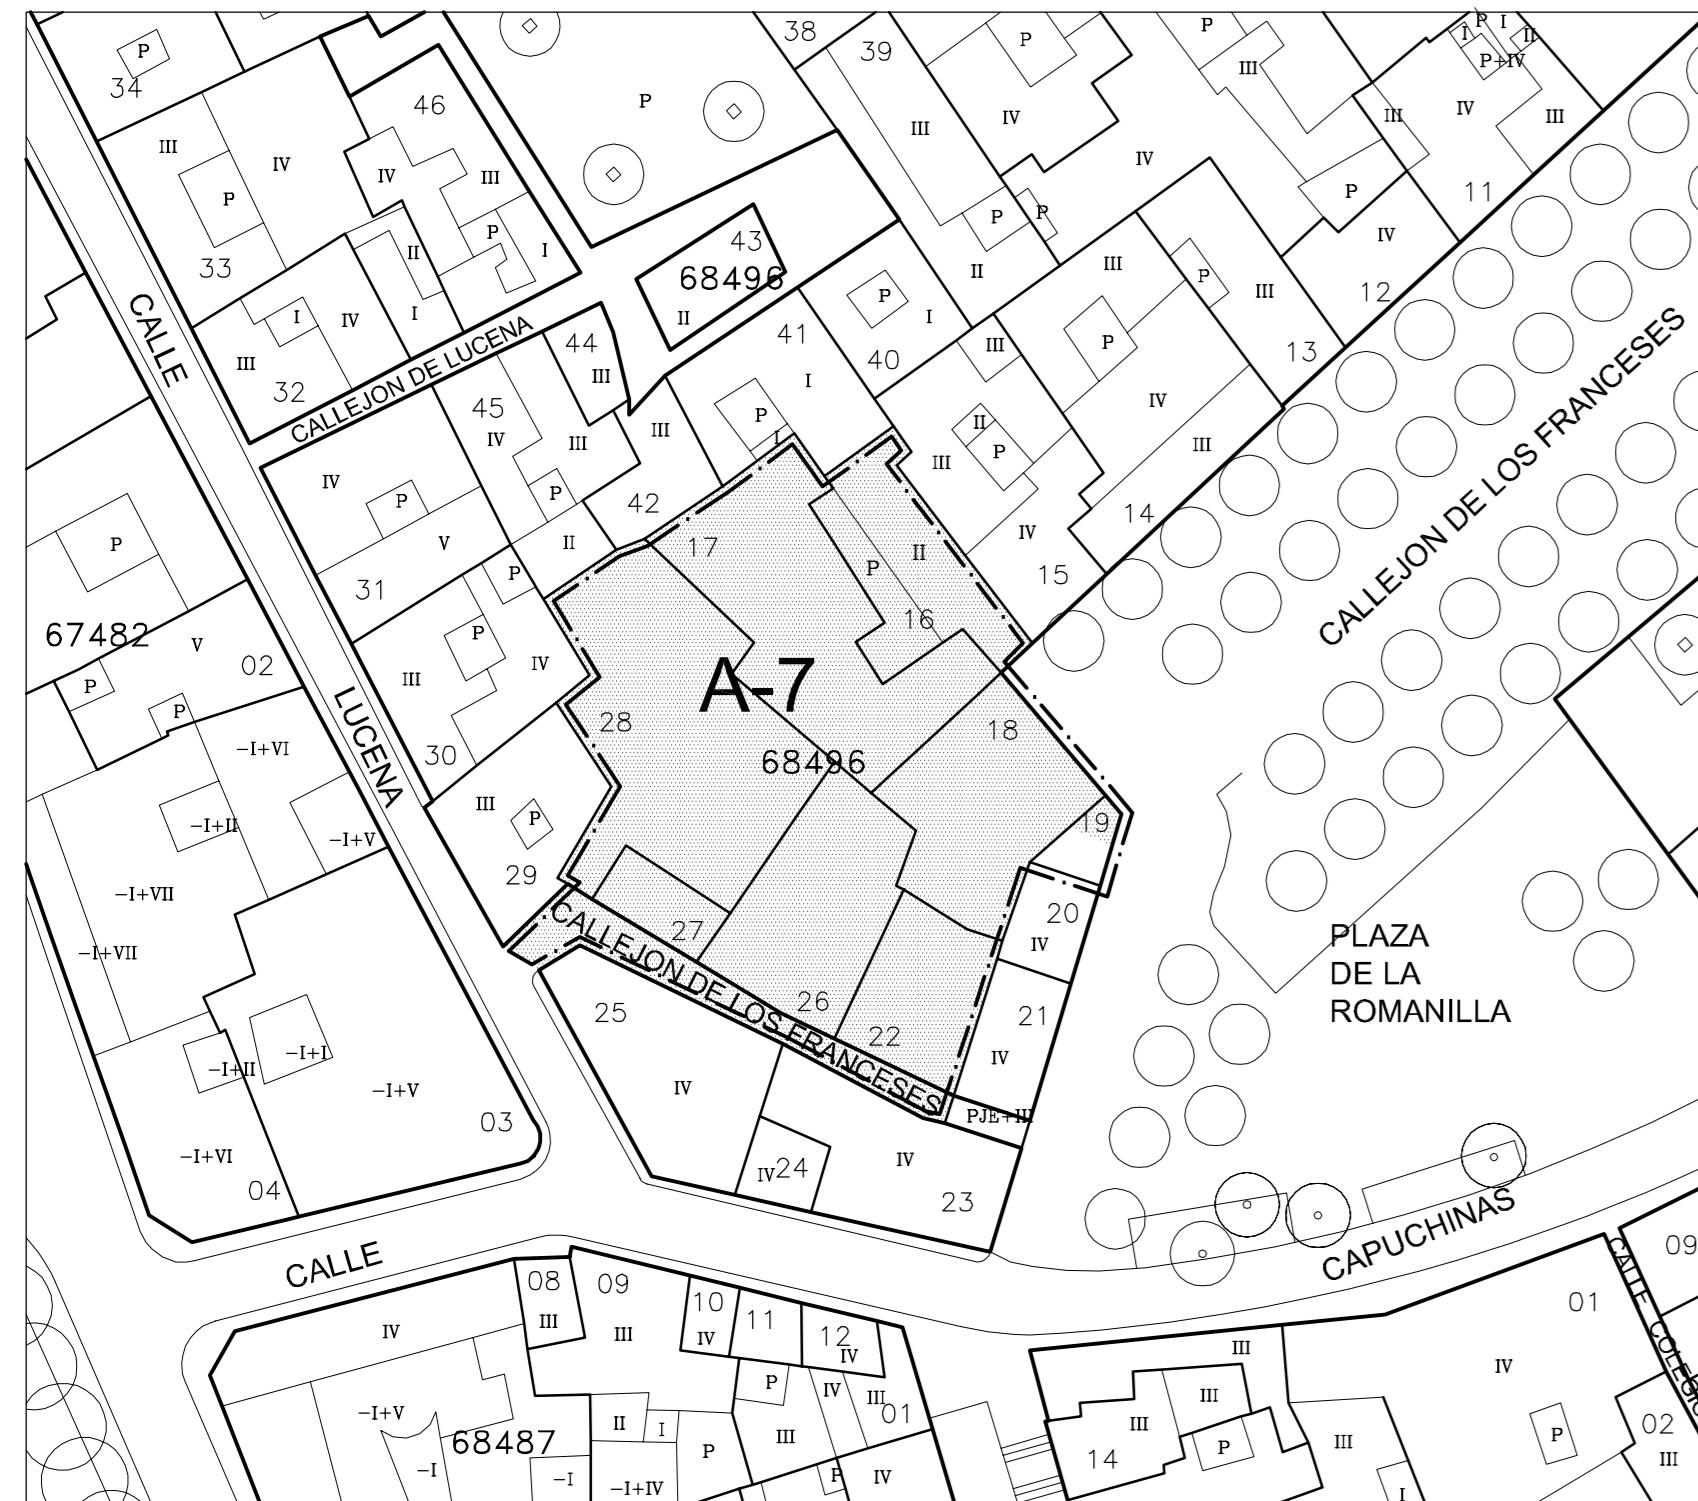 38
39
P
P
I
II
I
P
34
P
III
P+IV
46
P
III
IV
IV
III
III
III
IV
IV
IV
III
IV
P
P
11
P
P
P
IV
43
II
I
33
68496
II
III
P
III
12
I
IV
I
P
I
II
CALLE
CALLEJON DE LUCENA
44
41
40
III
P
13
III
32
III
I
CALLEJON DE LOS FRANCESES
45
IV
III
III
P
I
II
P
IV
III
IV
P
P
III
42
14
V
II
17
II
IV
P
31
P
P
16
15
67482
V
02
P
III
IV
A-7
P
P
LUCENA
28
18
-I+VI
30
68496
III
P
19
-I+II
-I+V
29
-I+VII
CALLEJON DE LOS FRANCESES
27
20
IV
-I+VII
PLAZA
DE LA
ROMANILLA
26
25
21
22
IV
-I+I
-I+II
-I+V
IV
PJE+III
03
-I+VI
IV
24
IV
04
23
CALLE
CAPUCHINAS
CALLE COLEGIO
09
08
09
10
11
12
01
IV
III
III
IV
IV
III
IV
P
IV
III
01
-I+V
II
I
III
III
III
P
P
14
III
P
02
III
68487
-I
-I
-I+IV
P
IV
I